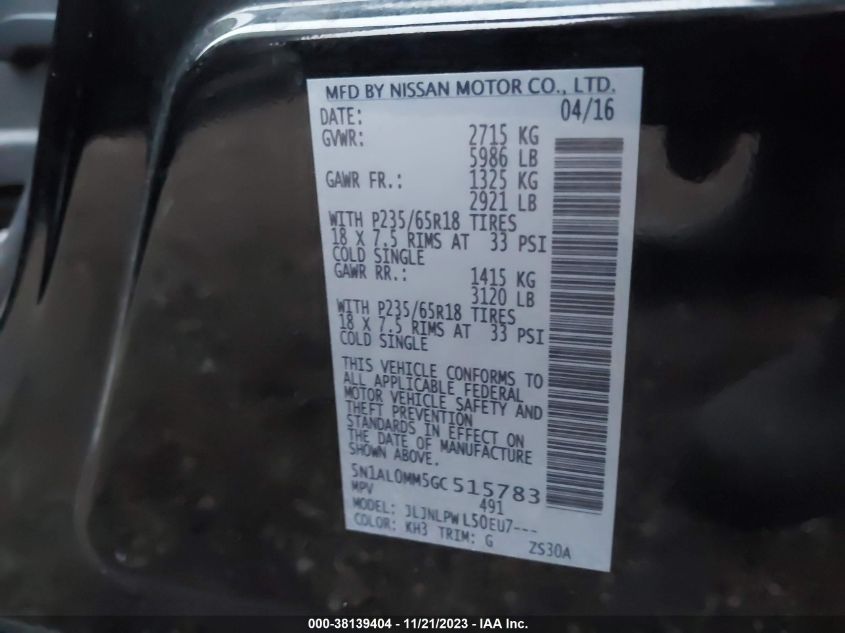 MFD BY NISSAN MOTOR CO., LTD.
DATE: 04/16
GVWR: 2715 KG
5986 LB
GAWR FR.: 1325 KG
2921 LB
WITH P235/65R18 TIRES
18 X 7.5 RIMS AT 33 PSI
COLD SINGLE
GAWR RR.: 1415 KG
3120 LB
WITH P235/65R18 TIRES
18 X 7.5 RIMS AT 33 PSI
COLD SINGLE
THIS VEHICLE CONFORMS TO
ALL APPLICABLE FEDERAL
MOTOR VEHICLE SAFETY AND
THEFT PREVENTION
STANDARDS IN EFFECT ON
THE DATE OF MANUFACTURE
SHOWN ABOVE.
5N1AL0MM5GC515783
MPV 491
MODEL: JLJNLPWL50EU7---
COLOR: KH3 TRIM: G ZS30A
000-38139404 - 11/21/2023 - IAA Inc.